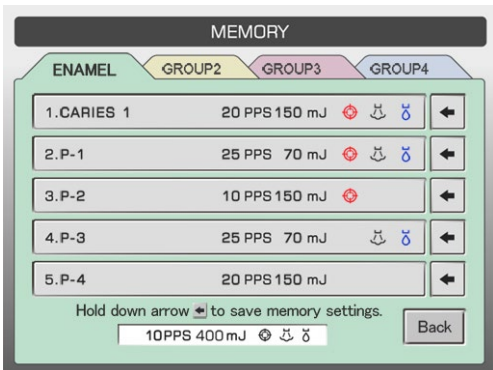 MEMORY
ENAMEL GROUP2 GROUP3 GROUP4
1.CARIES 1 20 PPS 150 mJ
2.P-1 25 PPS 70 mJ
3.P-2 10 PPS 150 mJ
4.P-3 25 PPS 70 mJ
5.P-4 20 PPS 150 mJ
Hold down arrow to save memory settings.
10PPS 400mJ
Back